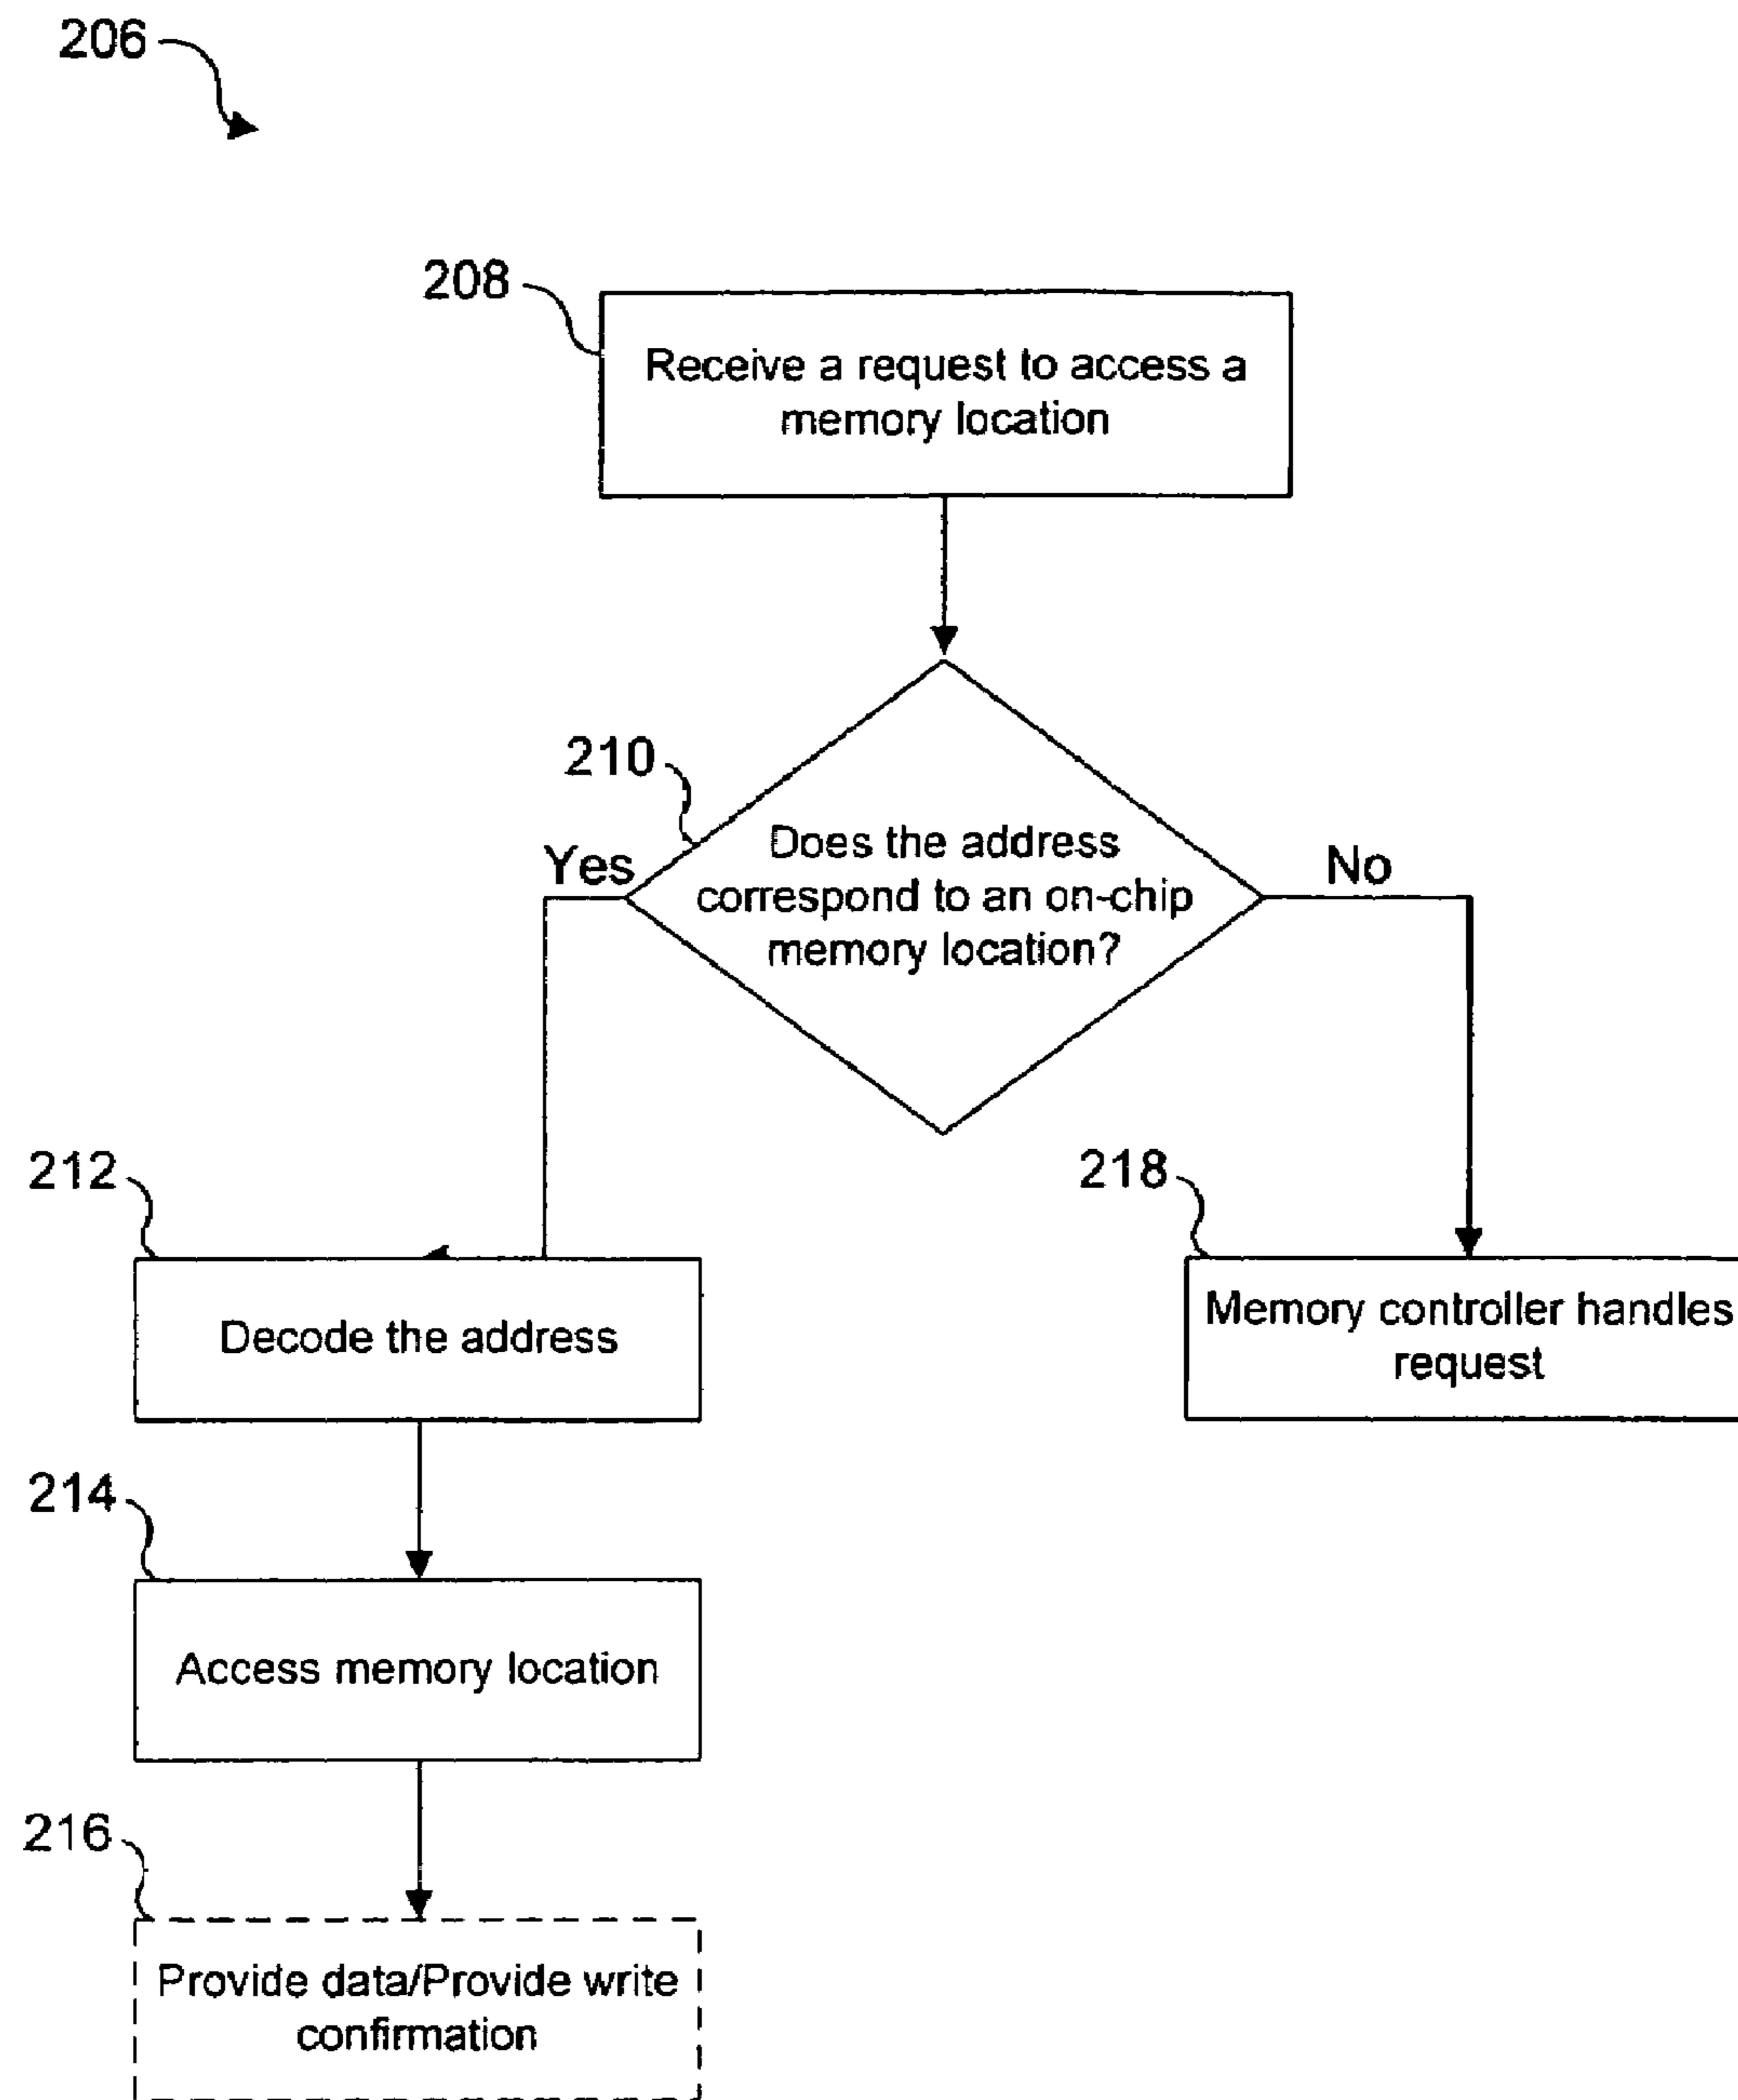 206
208
Receive a request to access a
memory location
210
Does the address
correspond to an on-chip
memory location?
Yes
No
212
Decode the address
218
Memory controller handles
request
214
Access memory location
216
Provide data/Provide write
confirmation